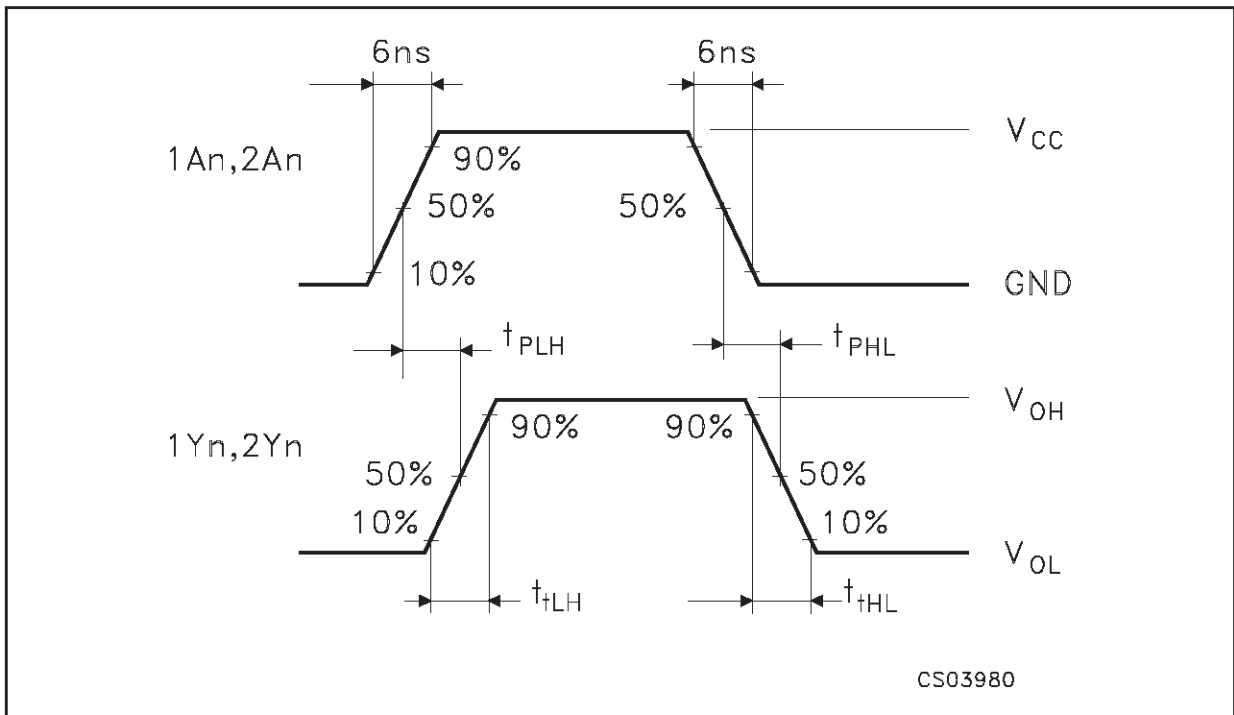 6ns 6ns
1An,2An
90%
VCC
50% 50%
10%
GND
tPLH tPHL
VOH
1Yn,2Yn
90% 90%
50% 50%
10% 10%
VOL
ttLH ttHL
CS03980